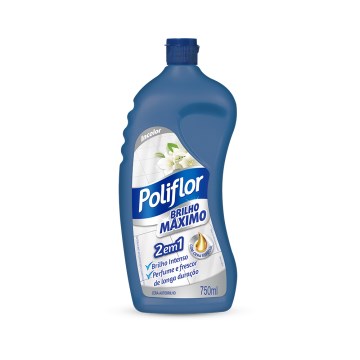 incolor
Poliflor
BRILHO
MÁXIMO
2em1
Brilho Intenso
Perfume e frescor
de longa duração
750ml